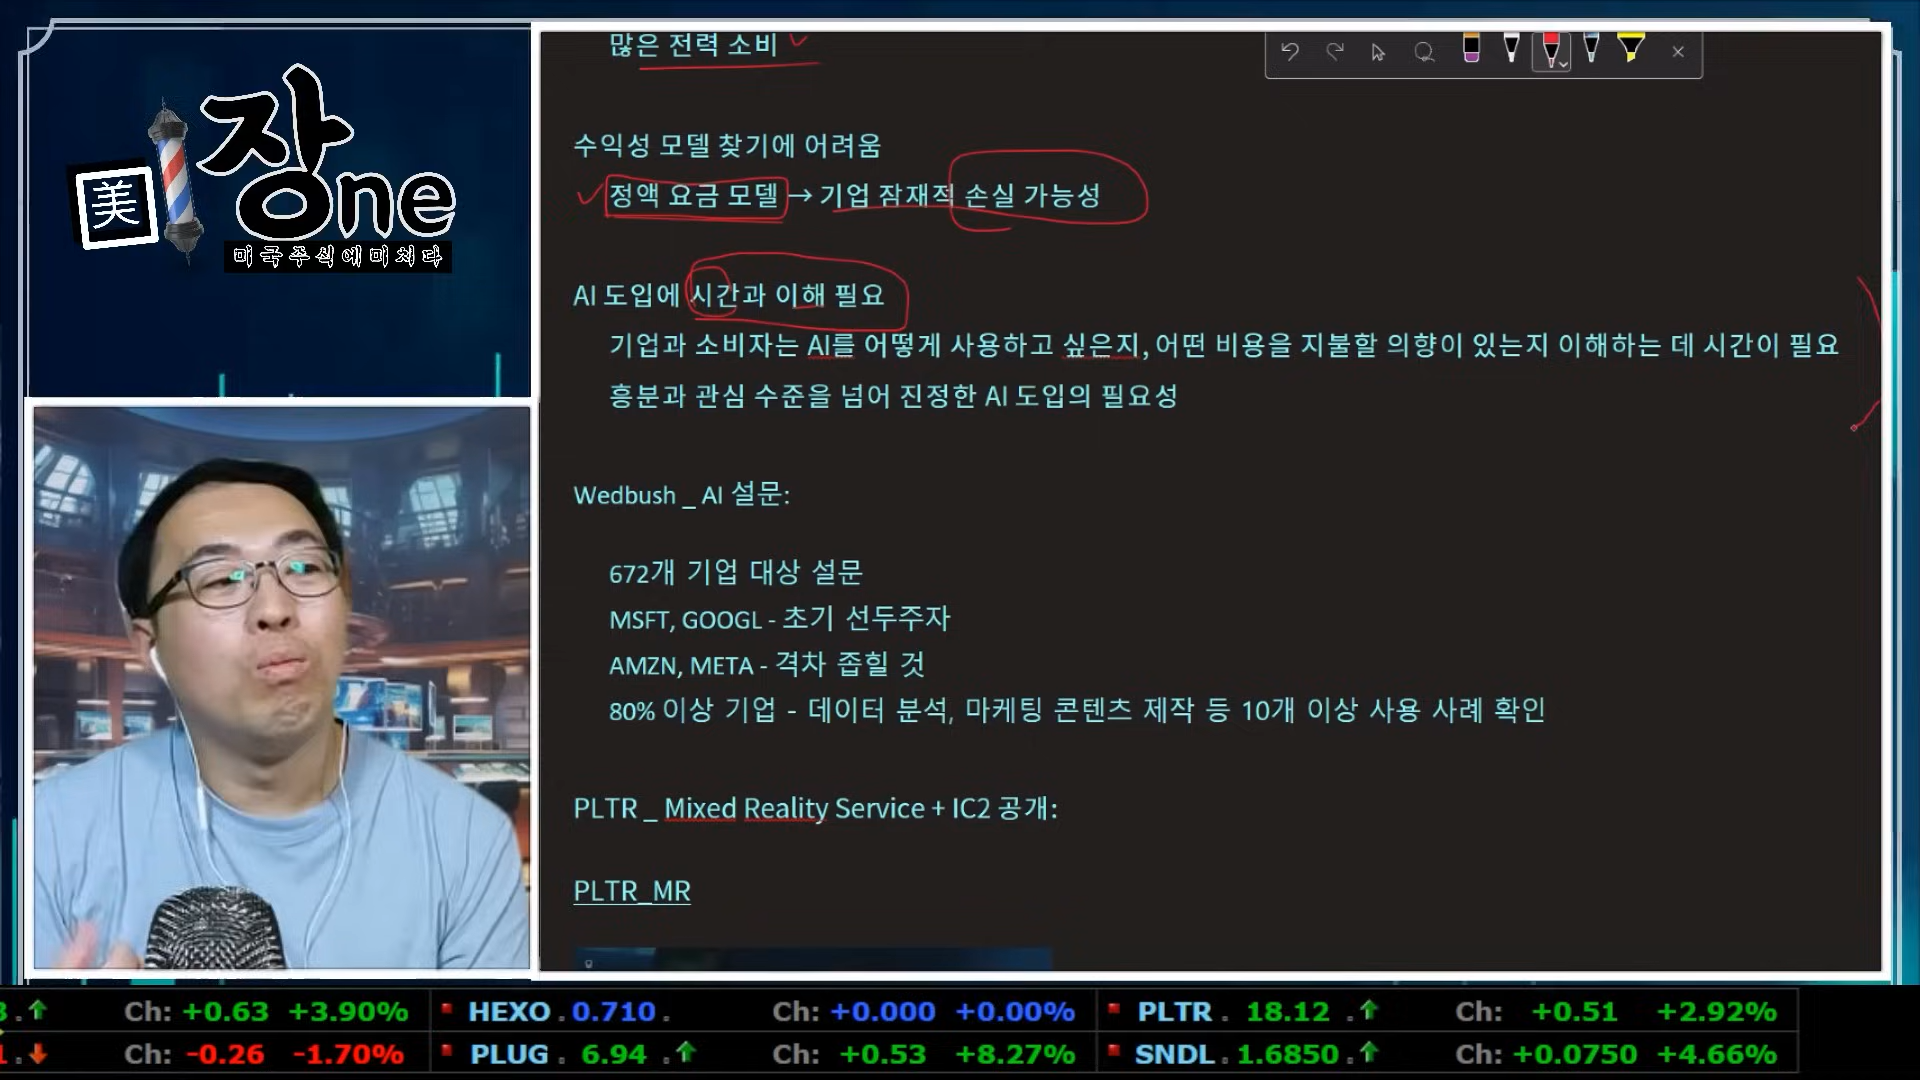 美
장one
미국주식에미치다
많은 전력 소비
수익성 모델 찾기에 어려움
정액 요금 모델 → 기업 잠재적 손실 가능성
AI 도입에 시간과 이해 필요
기업과 소비자는 AI를 어떻게 사용하고 싶은지, 어떤 비용을 지불할 의향이 있는지 이해하는 데 시간이 필요
흥분과 관심 수준을 넘어 진정한 AI 도입의 필요성
Wedbush _ AI 설문:
672개 기업 대상 설문
MSFT, GOOGL - 초기 선두주자
AMZN, META - 격차 좁힐 것
80% 이상 기업 - 데이터 분석, 마케팅 콘텐츠 제작 등 10개 이상 사용 사례 확인
PLTR _ Mixed Reality Service + IC2 공개:
PLTR_MR
Ch: +0.63 +3.90% HEXO . 0.710 . Ch: +0.000 +0.00% PLTR . 18.12 . Ch: +0.51 +2.92%
Ch: -0.26 -1.70% PLUG . 6.94 . Ch: +0.53 +8.27% SNDL . 1.6850 . Ch: +0.0750 +4.66%